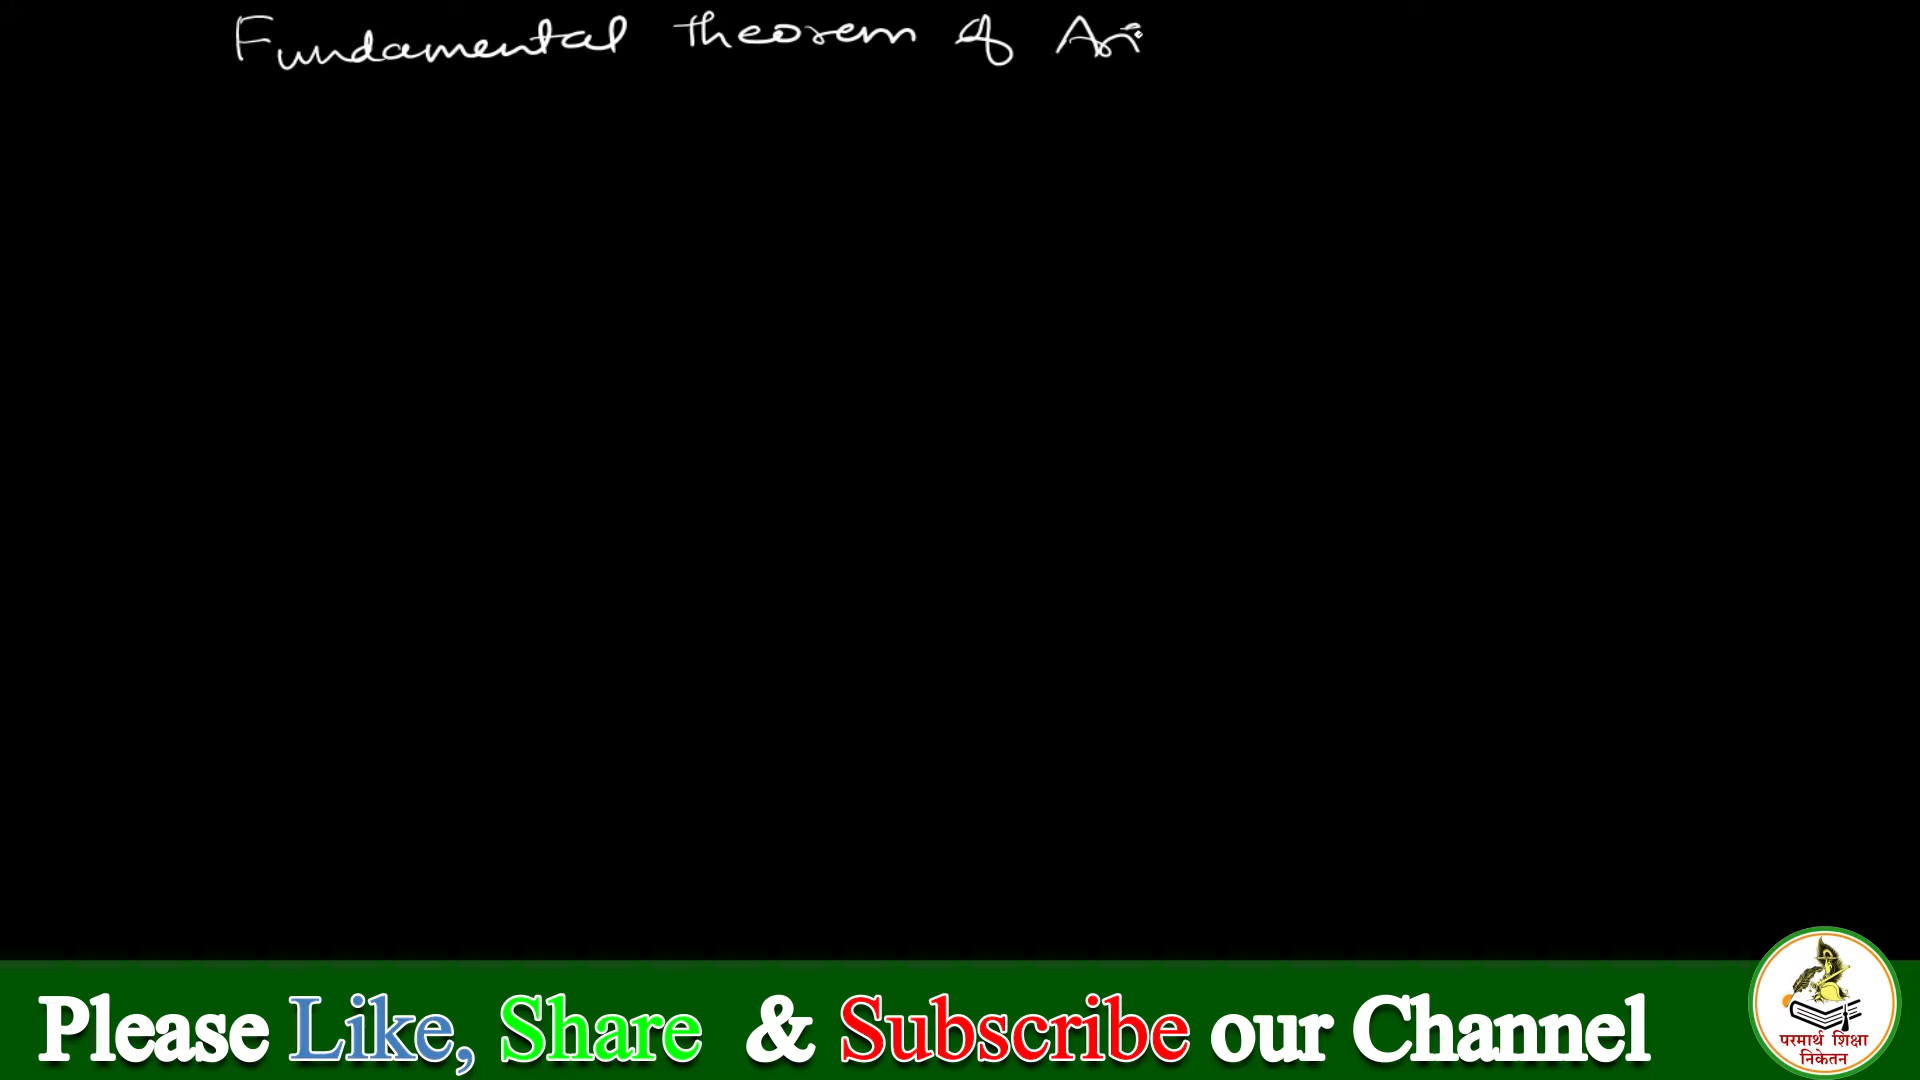 Fundamental Theorem of Ari
Please Like, Share & Subscribe our Channel
परमार्थ शिक्षा
निकेतन